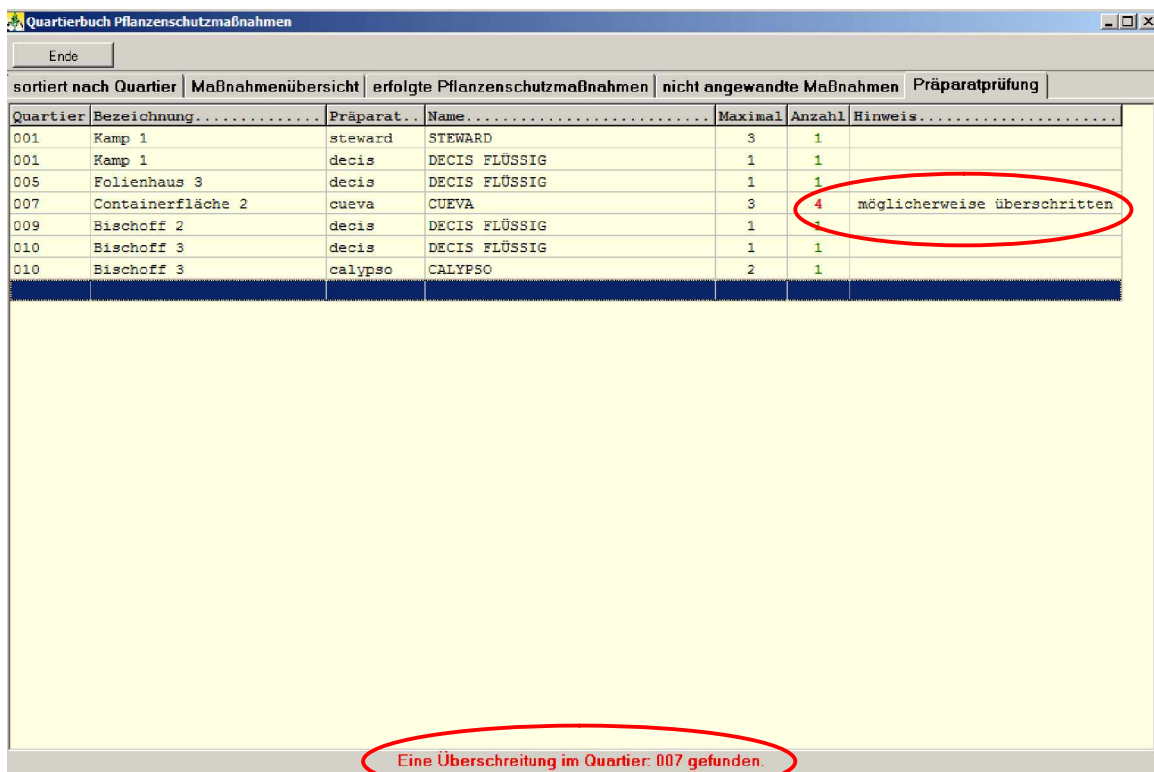 Quartierbuch Pflanzenschutzmaßnahmen
Ende
sortiert nach Quartier Maßnahmenübersicht erfolgte Pflanzenschutzmaßnahmen nicht angewandte Maßnahmen Präparatprüfung
Quartier Bezeichnung.............. Präparat.. Name.......................... Maximal Anzahl Hinweis......................
001 Kamp 1 steward STEWARD 3 1
001 Kamp 1 decis DECIS FLÜSSIG 1 1
005 Folienhaus 3 decis DECIS FLÜSSIG 1 1
007 Containerfläche 2 cueva CUEVA 3 4 möglicherweise überschritten
009 Bischoff 2 decis DECIS FLÜSSIG 1 1
010 Bischoff 3 decis DECIS FLÜSSIG 1 1
010 Bischoff 3 calypso CALYPSO 2 1
Eine Überschreitung im Quartier: 007 gefunden.